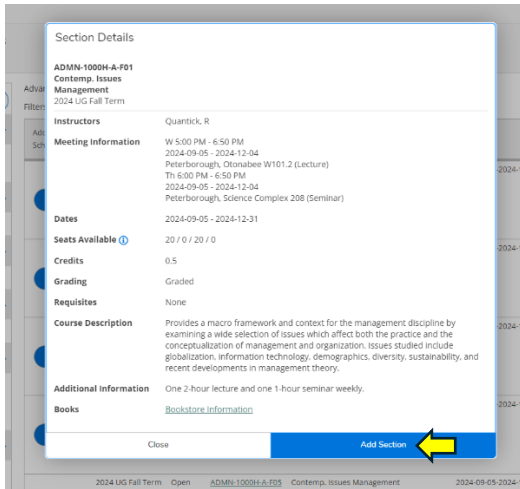 Section Details
ADMN-1000H-A-F01
Contemp. Issues
Management
2024 UG Fall Term
Advan
Filters
Instructors Quantick, R
Meeting Information W 5:00 PM - 6:50 PM
2024-09-05 - 2024-12-04
Peterborough, Otonabee W101.2 (Lecture)
Th 6:00 PM - 6:50 PM
2024-09-05 - 2024-12-04
Peterborough, Science Complex 208 (Seminar)
Dates 2024-09-05 - 2024-12-31
Seats Available 20 / 0 / 20 / 0
Credits 0.5
Grading Graded
Requisites None
Course Description Provides a macro framework and context for the management discipline by
examining a wide selection of issues which affect both the practice and the
conceptualization of management and organization. Issues studied include
globalization, information technology, demographics, diversity, sustainability, and
recent developments in management theory.
Additional Information One 2-hour lecture and one 1-hour seminar weekly.
Books Bookstore Information
Close Add Section
2024 UG Fall Term Open ADMN-1000H-A-F05 Contemp. Issues Management 2024-09-05-2024-1